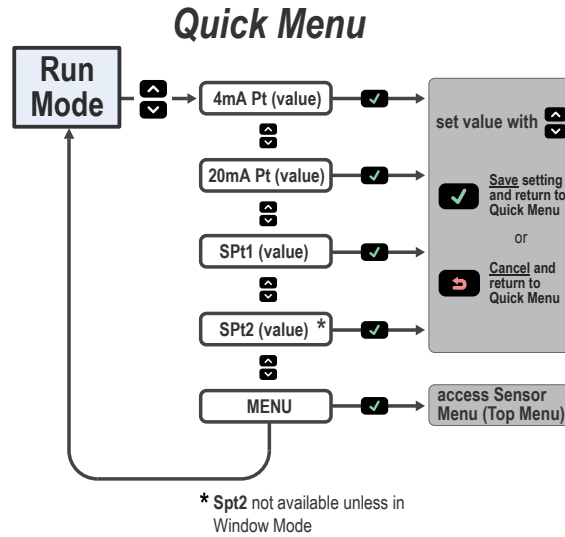 Quick Menu
Run
Mode
4mA Pt (value)
20mA Pt (value)
SPt1 (value)
SPt2 (value) *
MENU
set value with
Save setting
and return to
Quick Menu
or
Cancel and
return to
Quick Menu
access Sensor
Menu (Top Menu)
* Spt2 not available unless in
Window Mode